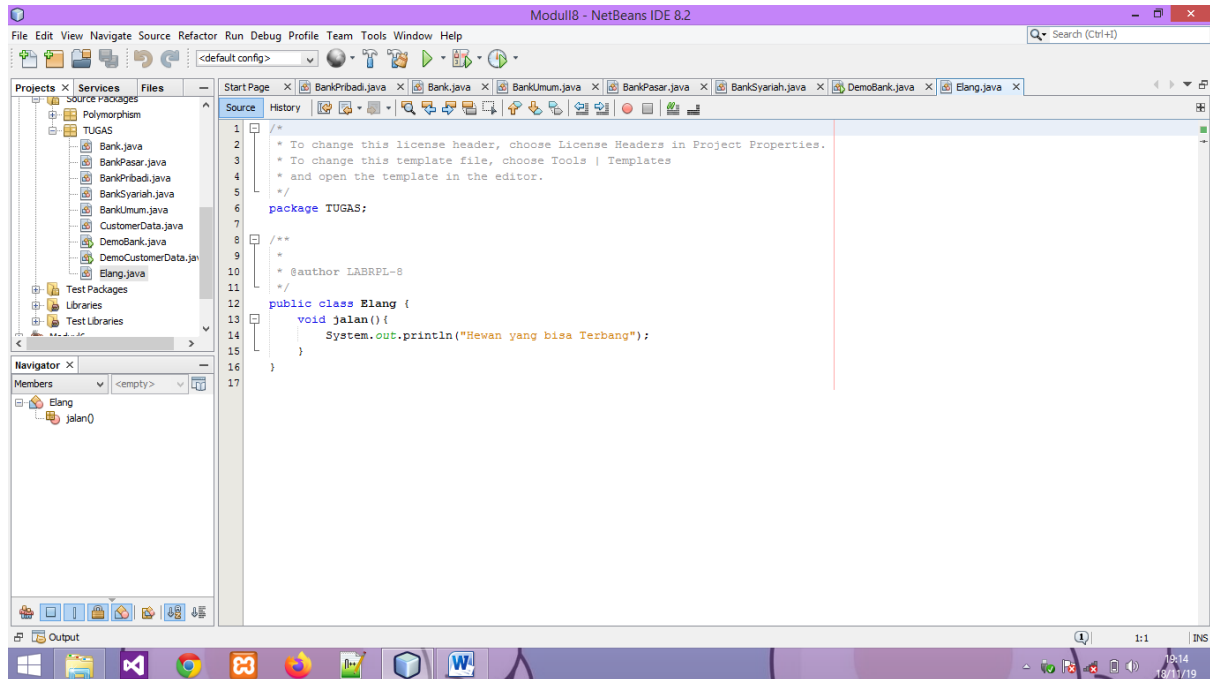 Modull8 - NetBeans IDE 8.2
File Edit View Navigate Source Refactor Run Debug Profile Team Tools Window Help
Search (Ctrl+I)
<default config>
Projects Services Files
Start Page BankPribadi.java Bank.java BankUmum.java BankPasar.java BankSyariah.java DemoBank.java Elang.java
Source History
Source Packages
Polymorphism
TUGAS
Bank.java
BankPasar.java
BankPribadi.java
BankSyariah.java
BankUmum.java
CustomerData.java
DemoBank.java
DemoCustomerData.jav
Elang.java
Test Packages
Libraries
Test Libraries
1 /*
2 * To change this license header, choose License Headers in Project Properties.
3 * To change this template file, choose Tools | Templates
4 * and open the template in the editor.
5 */
6 package TUGAS;
7
8 /**
9 *
10 * @author LABRPL-8
11 */
12 public class Elang {
13 void jalan(){
14 System.out.println("Hewan yang bisa Terbang");
15 }
16 }
17
Navigator
Members <empty>
Elang
jalan()
Output
1 1:1 INS
19:14
18/11/19